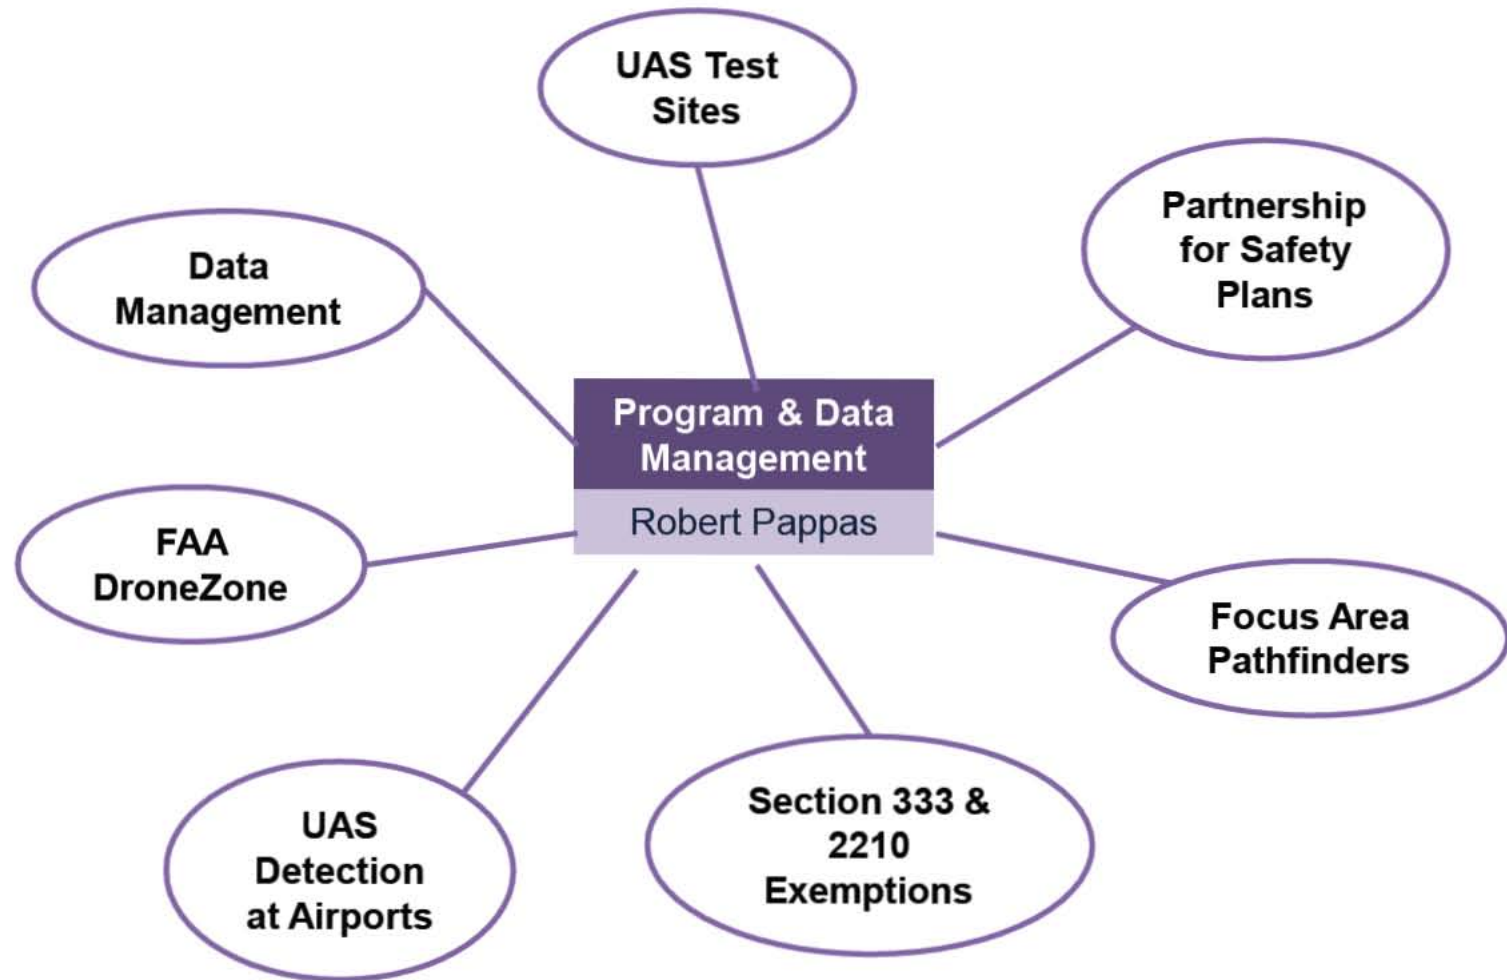 UAS Test
Sites
Partnership
for Safety
Plans
Data
Management
Program & Data
Management
Robert Pappas
FAA
DroneZone
Focus Area
Pathfinders
UAS
Detection
at Airports
Section 333 &
2210
Exemptions